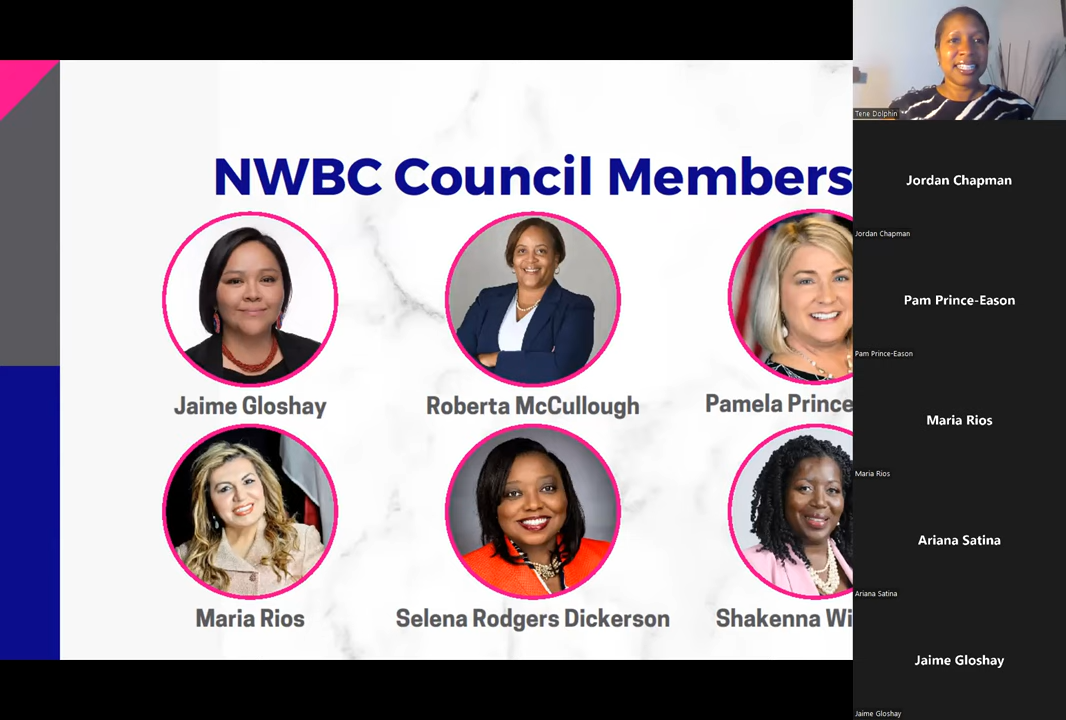 NWBC Council Members
Jaime Gloshay
Roberta McCullough
Pamela Prince
Maria Rios
Selena Rodgers Dickerson
Shakenna Wi
Tene Dolphin
Jordan Chapman
Jordan Chapman
Pam Prince-Eason
Pam Prince-Eason
Maria Rios
Maria Rios
Ariana Satina
Ariana Satina
Jaime Gloshay
Jaime Gloshay